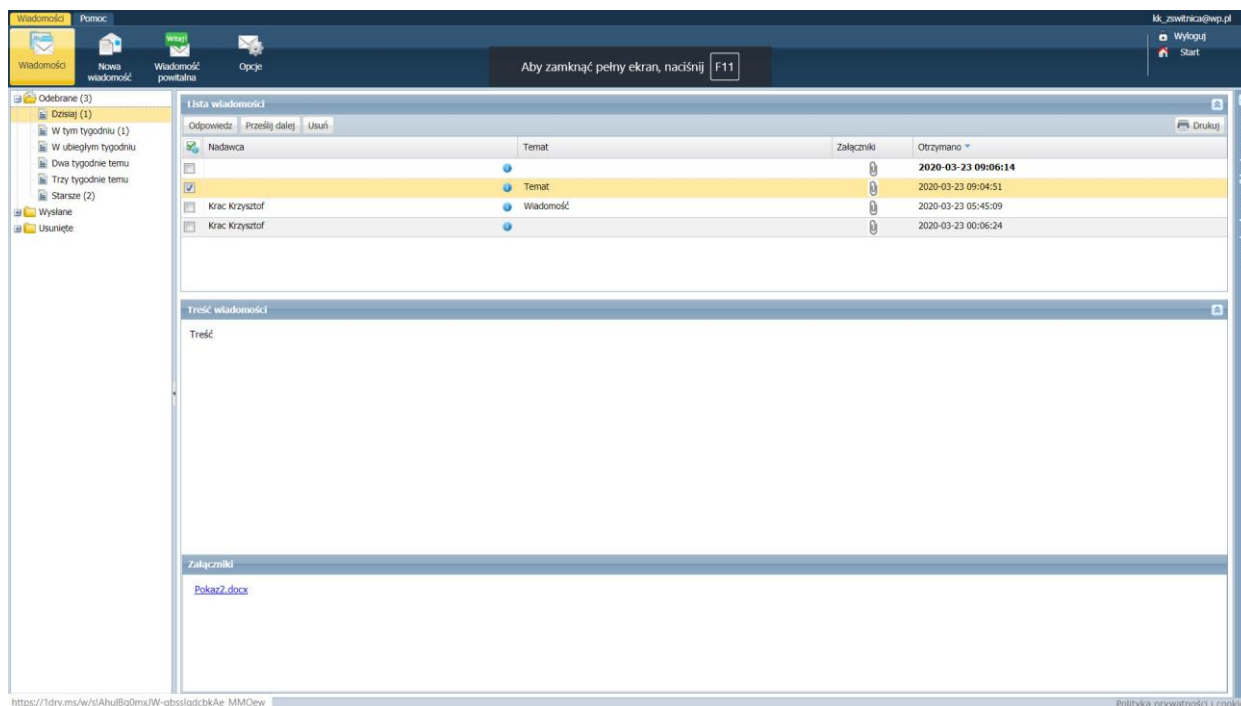 Wiadomości Pomoc kk_zswitnica@wp.pl
Witaj!
Wyloguj
Start
Wiadomości Nowa wiadomość Wiadomość powitalna Opcje
Aby zamknąć pełny ekran, naciśnij F11
Odebrane (3)
Dzisiaj (1)
W tym tygodniu (1)
W ubiegłym tygodniu
Dwa tygodnie temu
Trzy tygodnie temu
Starsze (2)
Wysłane
Usunięte
Lista wiadomości
Odpowiedz Prześlij dalej Usuń Drukuj
Nadawca Temat Załączniki Otrzymano
2020-03-23 09:06:14
Temat 2020-03-23 09:04:51
Krac Krzysztof Wiadomość 2020-03-23 05:45:09
Krac Krzysztof 2020-03-23 00:06:24
Treść wiadomości
Treść
Załączniki
Pokaz2.docx
Polityka prywatności i cookie